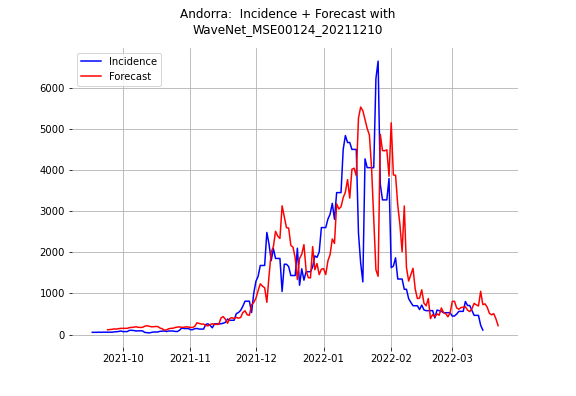 Andorra:  Incidence + Forecast with
WaveNet_MSE00124_20211210
Incidence
Forecast
6000
5000
4000
3000
2000
1000
0
2021-10 2021-11 2021-12 2022-01 2022-02 2022-03